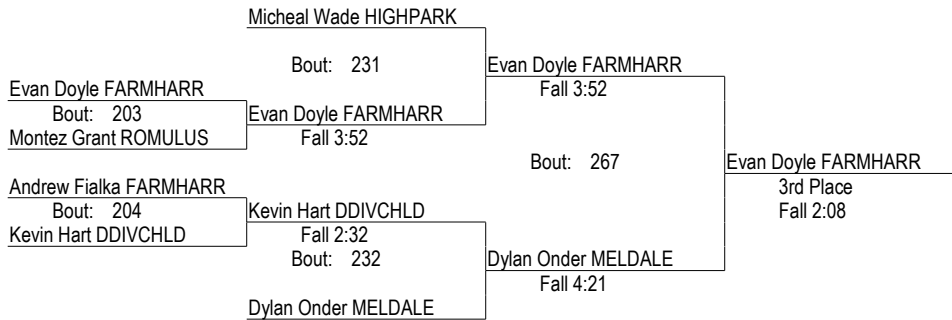 Micheal Wade HIGHPARK
Bout: 231
Evan Doyle FARMHARR
Fall 3:52
Evan Doyle FARMHARR
Bout: 203
Montez Grant ROMULUS
Evan Doyle FARMHARR
Fall 3:52
Bout: 267
Evan Doyle FARMHARR
3rd Place
Fall 2:08
Andrew Fialka FARMHARR
Bout: 204
Kevin Hart DDIVCHLD
Kevin Hart DDIVCHLD
Fall 2:32
Bout: 232
Dylan Onder MELDALE
Fall 4:21
Dylan Onder MELDALE